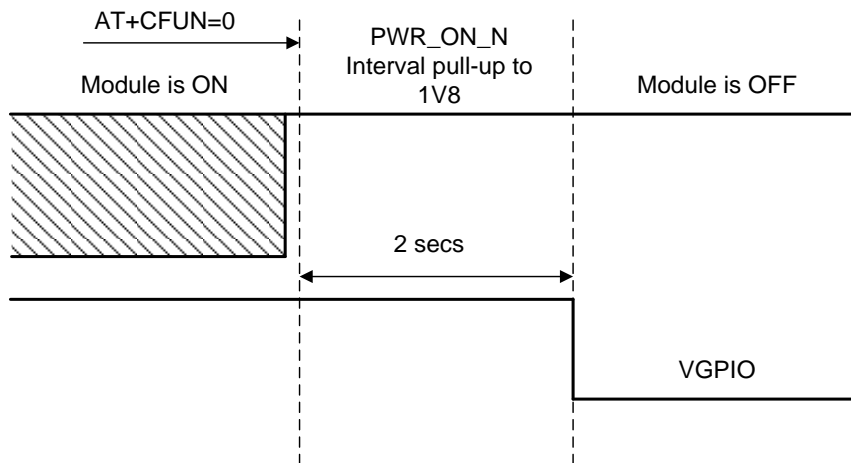 AT+CFUN=0
PWR_ON_N
Interval pull-up to
1V8
Module is ON
Module is OFF
2 secs
VGPIO